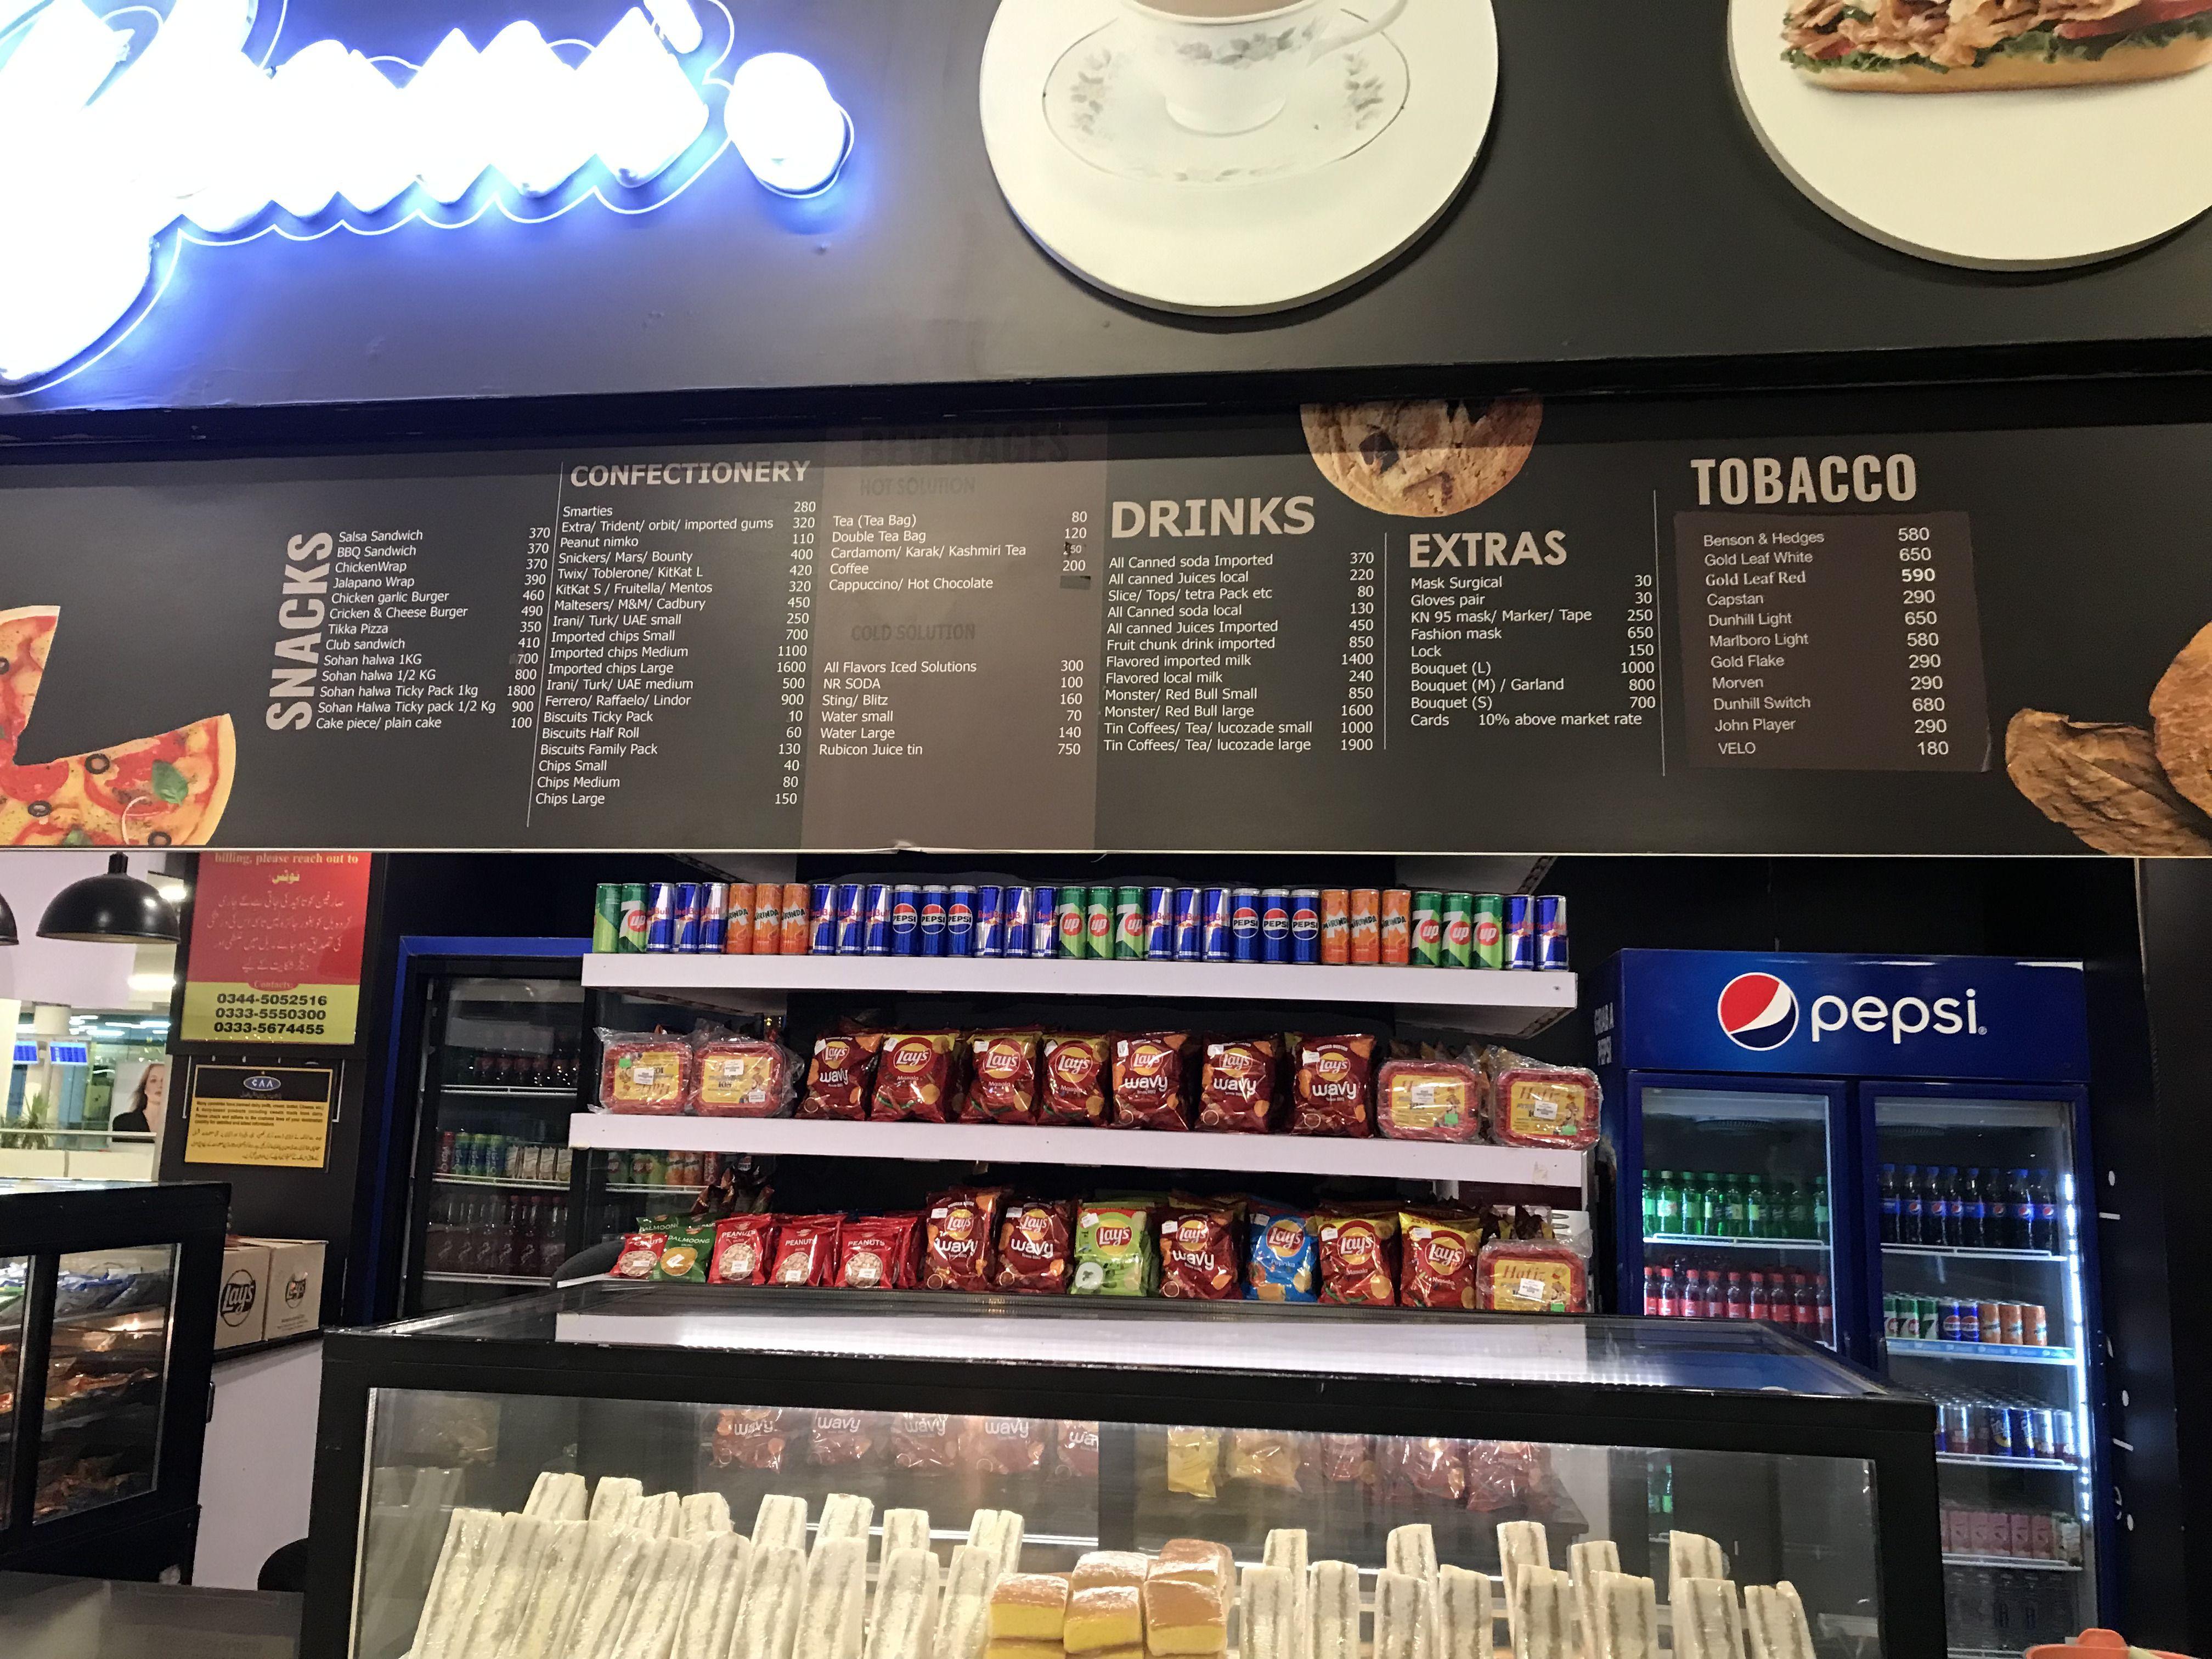 SNACKS
Salsa Sandwich 370
BBQ Sandwich 370
ChickenWrap 370
Jalapano Wrap 390
Chicken garlic Burger 460
Cricken & Cheese Burger 490
Tikka Pizza 350
Club sandwich 410
Sohan halwa 1KG 700
Sohan halwa 1/2 KG 800
Sohan halwa Ticky Pack 1kg 1800
Sohan Halwa Ticky pack 1/2 Kg 900
Cake piece/ plain cake 100
CONFECTIONERY
Smarties 280
Extra/ Trident/ orbit/ imported gums 320
Peanut nimko 110
Snickers/ Mars/ Bounty 400
Twix/ Toblerone/ KitKat L 420
KitKat S / Fruitella/ Mentos 320
Maltesers/ M&M/ Cadbury 450
Irani/ Turk/ UAE small 250
Imported chips Small 700
Imported chips Medium 1100
Imported chips Large 1600
Irani/ Turk/ UAE medium 500
Ferrero/ Raffaelo/ Lindor 900
Biscuits Ticky Pack 10
Biscuits Half Roll 60
Biscuits Family Pack 130
Chips Small 40
Chips Medium 80
Chips Large 150
BEVERAGES
HOT SOLUTION
Tea (Tea Bag) 80
Double Tea Bag 120
Cardamom/ Karak/ Kashmiri Tea
Coffee 200
Cappuccino/ Hot Chocolate
COLD SOLUTION
All Flavors Iced Solutions 300
NR SODA 100
Sting/ Blitz 160
Water small 70
Water Large 140
Rubicon Juice tin 750
DRINKS
All Canned soda Imported 370
All canned Juices local 220
Slice/ Tops/ tetra Pack etc 80
All Canned soda local 130
All canned Juices Imported 450
Fruit chunk drink imported 850
Flavored imported milk 1400
Flavored local milk 240
Monster/ Red Bull Small 850
Monster/ Red Bull large 1600
Tin Coffees/ Tea/ lucozade small 1000
Tin Coffees/ Tea/ lucozade large 1900
EXTRAS
Mask Surgical 30
Gloves pair 30
KN 95 mask/ Marker/ Tape 250
Fashion mask 650
Lock 150
Bouquet (L) 1000
Bouquet (M) / Garland 800
Bouquet (S) 700
Cards 10% above market rate
TOBACCO
Benson & Hedges 580
Gold Leaf White 650
Gold Leaf Red 590
Capstan 290
Dunhill Light 650
Marlboro Light 580
Gold Flake 290
Morven 290
Dunhill Switch 680
John Player 290
VELO 180
billing, please reach out to
نوٹس
Contacts:
0344-5052516
0333-5550300
0333-5674455
CAA
pepsi
7up
RedBull
PEPSI
Lay's
wavy
PEANUTS
DALMOONG